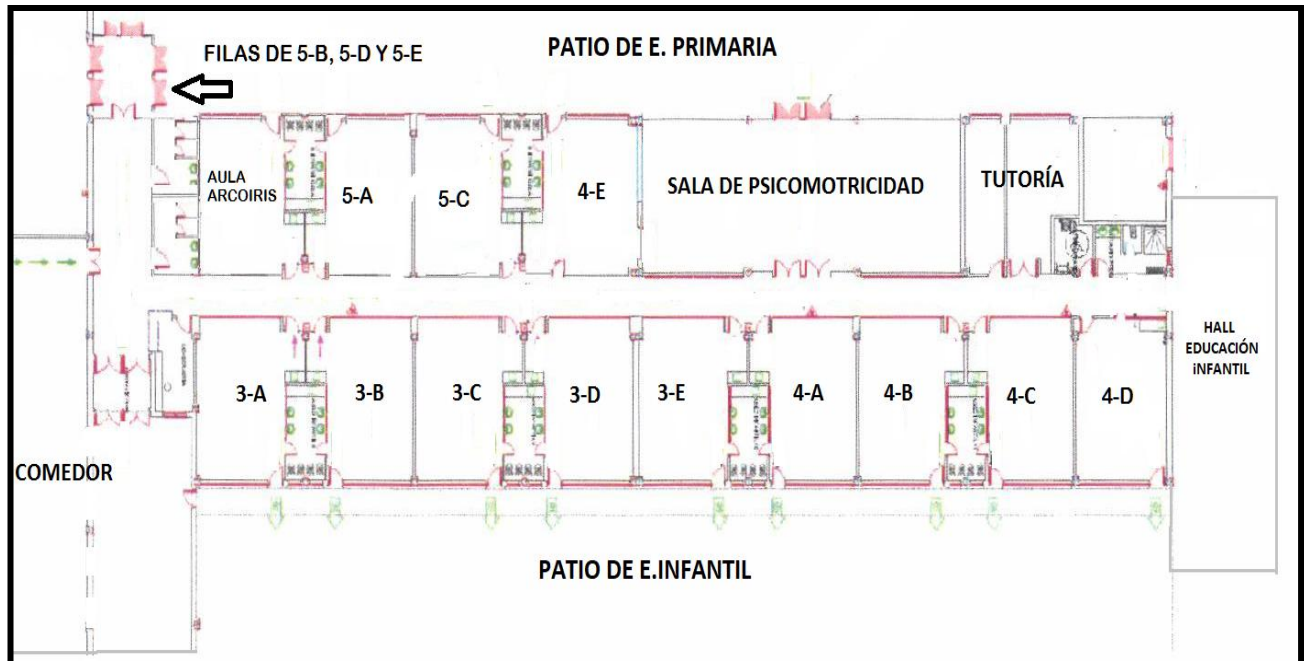 PATIO DE E. PRIMARIA
FILAS DE 5-B, 5-D Y 5-E
AULA
ARCOIRIS
5-A
5-C
4-E
SALA DE PSICOMOTRICIDAD
TUTORÍA
HALL
EDUCACIÓN
iNFANTIL
3-A
3-B
3-C
3-D
3-E
4-A
4-B
4-C
4-D
COMEDOR
PATIO DE E.INFANTIL